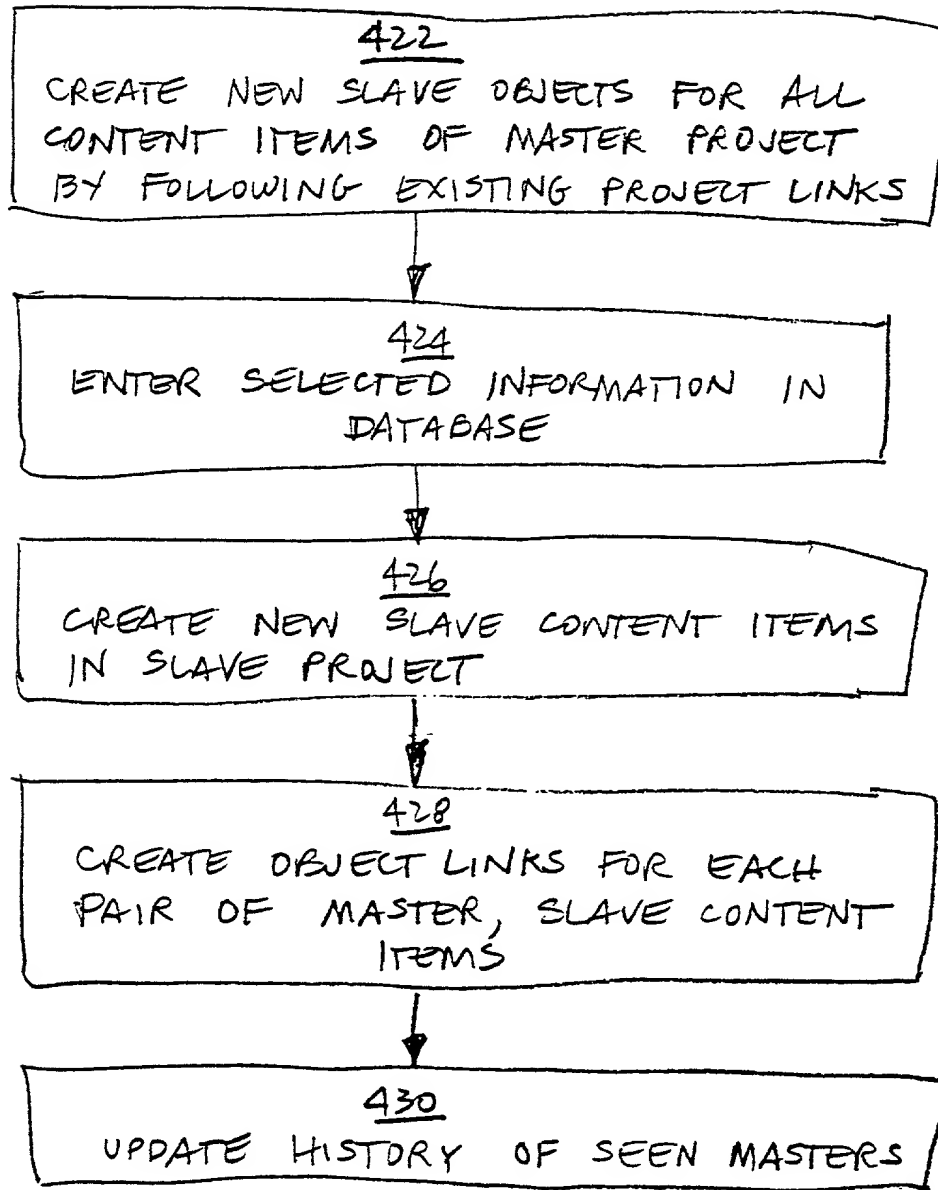 422
CREATE NEW SLAVE OBJECTS FOR ALL
CONTENT ITEMS OF MASTER PROJECT
BY FOLLOWING EXISTING PROJECT LINKS
424
ENTER SELECTED INFORMATION IN
DATABASE
426
CREATE NEW SLAVE CONTENT ITEMS
IN SLAVE PROJECT
428
CREATE OBJECT LINKS FOR EACH
PAIR OF MASTER, SLAVE CONTENT
ITEMS
430
UPDATE HISTORY OF SEEN MASTERS